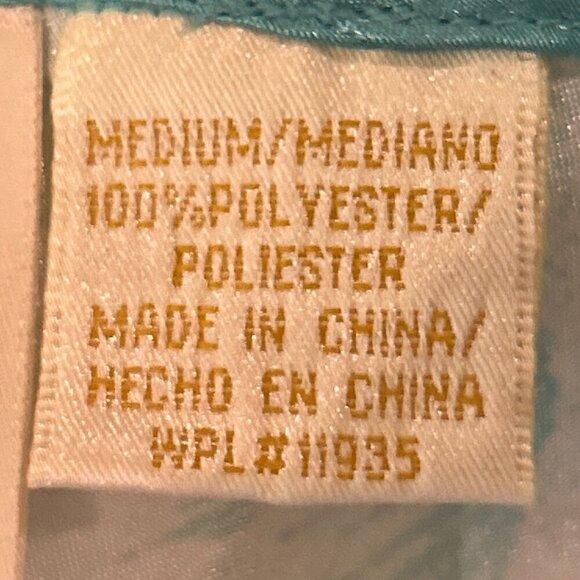 MEDIUM/MEDIANO
100%POLYESTER/
POLIESTER
MADE IN CHINA/
HECHO EN CHINA
WPL#11935